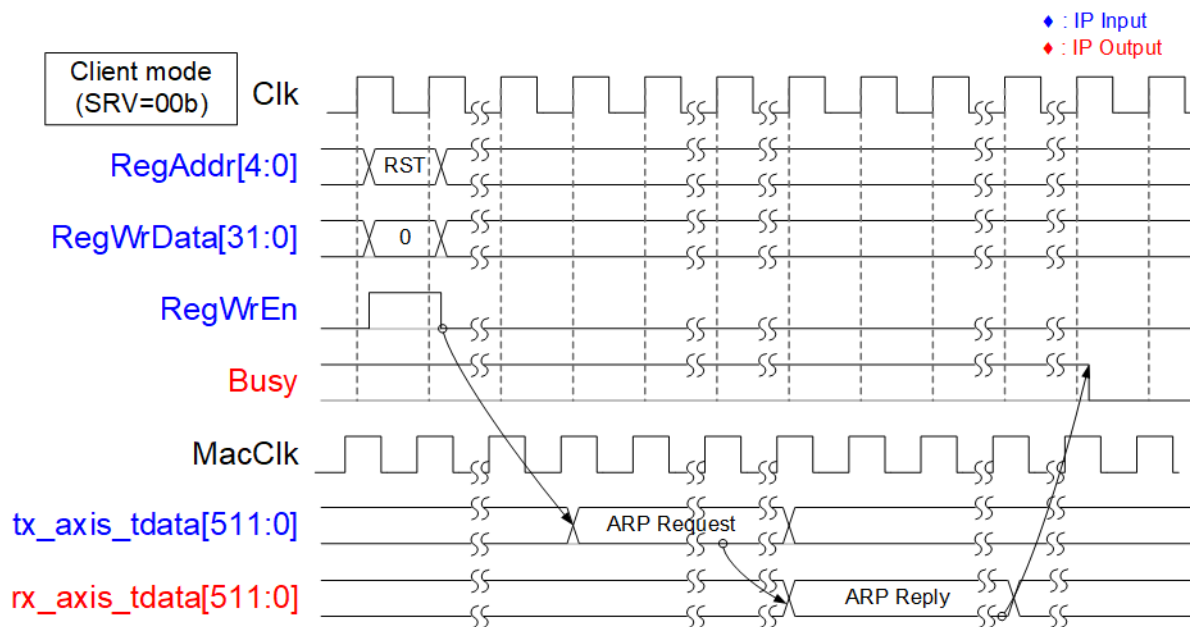 ♦ : IP Input
♦ : IP Output
Client mode
(SRV=00b)
Clk
RegAddr[4:0]
RST
RegWrData[31:0]
0
RegWrEn
Busy
MacClk
tx_axis_tdata[511:0]
ARP Request
rx_axis_tdata[511:0]
ARP Reply